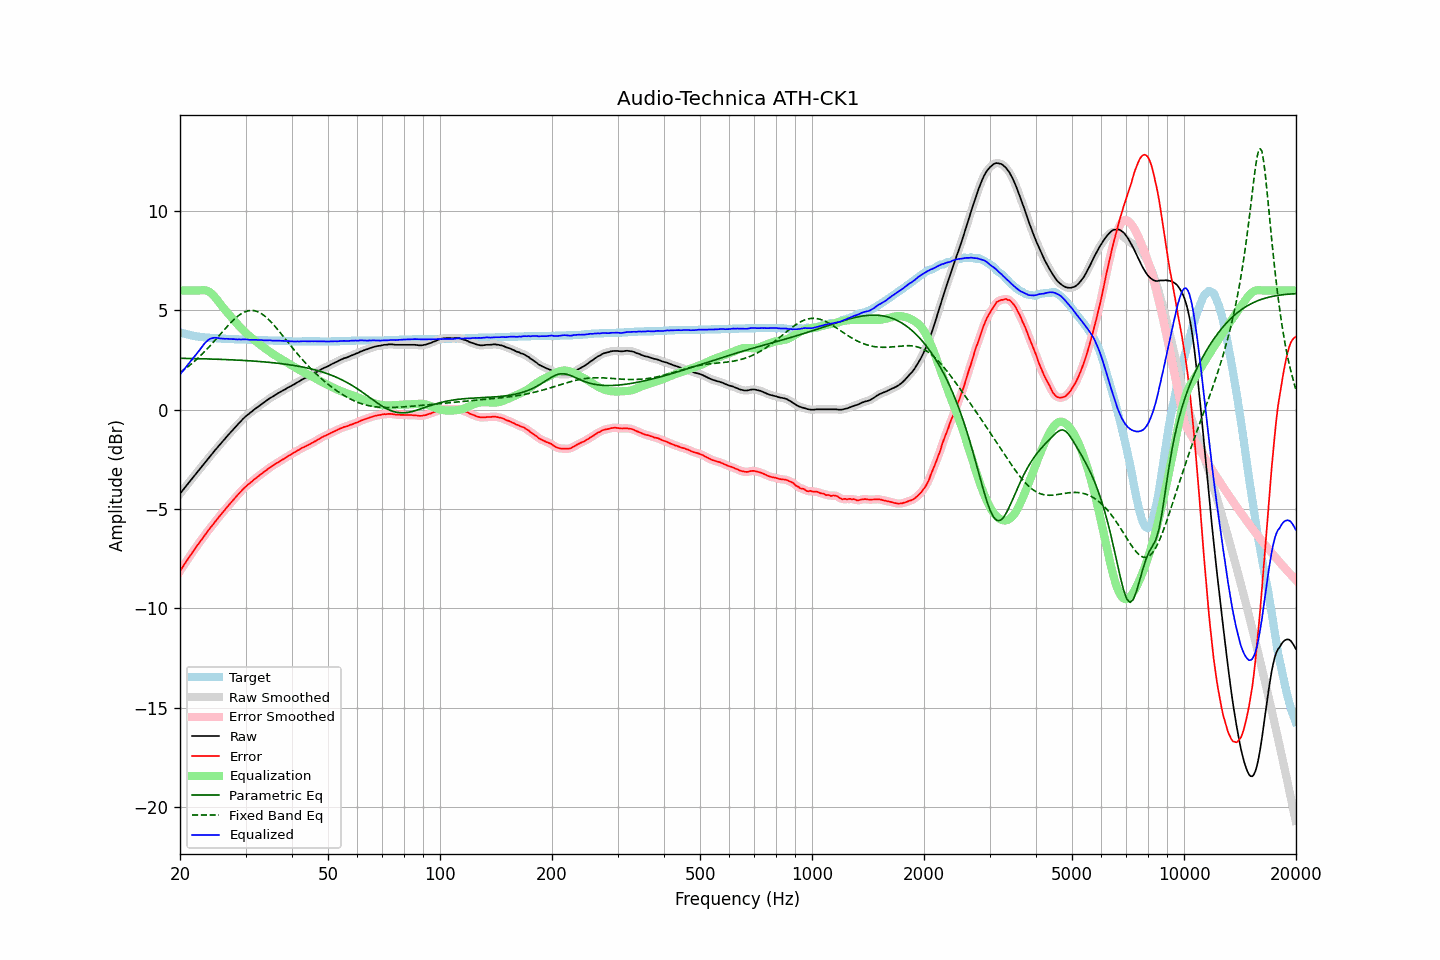 Audio-Technica ATH-CK1
Amplitude (dBr)
10
5
0
−5
−10
−15
−20
Target
Raw Smoothed
Error Smoothed
Raw
Error
Equalization
Parametric Eq
Fixed Band Eq
Equalized
20 50 100 200 500 1000 2000 5000 10000 20000
Frequency (Hz)